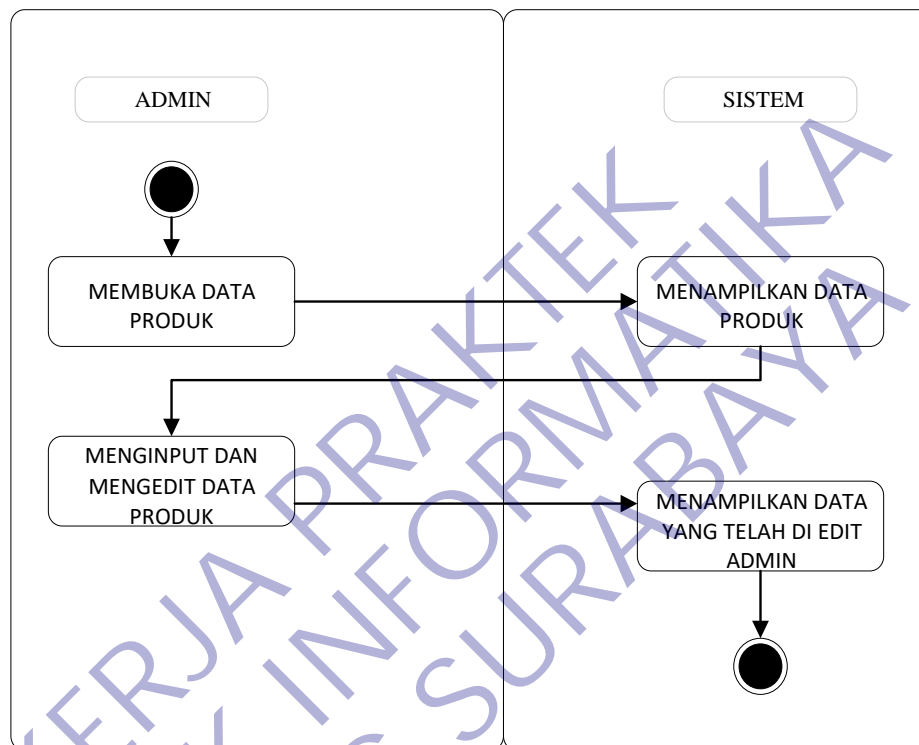 ADMIN
SISTEM
MEMBUKA DATA
PRODUK
MENAMPILKAN DATA
PRODUK
MENGINPUT DAN
MENGEDIT DATA
PRODUK
MENAMPILKAN DATA
YANG TELAH DI EDIT
ADMIN
KERJA PRAKTEK
K INFORMATIKA
S SURABAYA